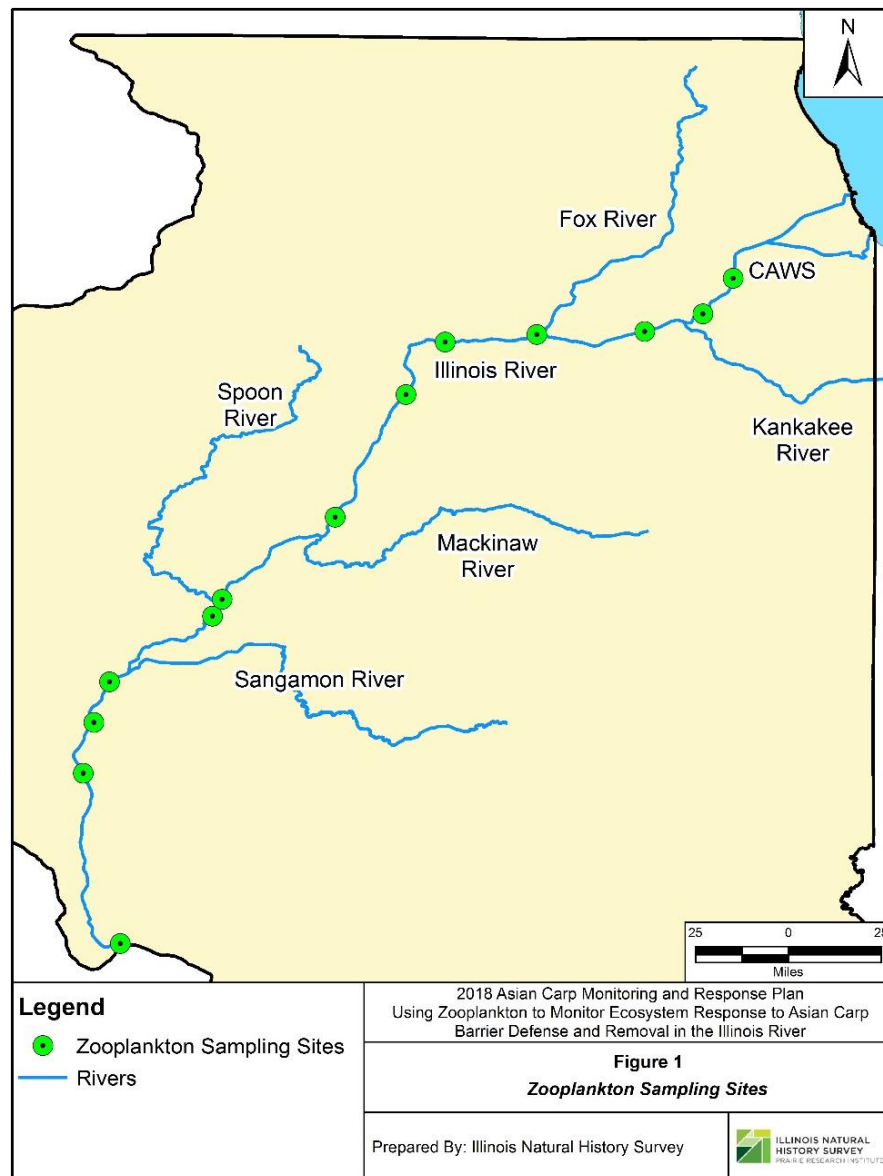 N
Fox River
CAWS
Illinois River
Spoon
River
Kankakee
River
Mackinaw
River
Sangamon River
25 0 25
Miles
Legend
Zooplankton Sampling Sites
Rivers
2018 Asian Carp Monitoring and Response Plan
Using Zooplankton to Monitor Ecosystem Response to Asian Carp
Barrier Defense and Removal in the Illinois River
Figure 1
Zooplankton Sampling Sites
Prepared By: Illinois Natural History Survey
ILLINOIS NATURAL
HISTORY SURVEY
PRAIRIE RESEARCH INSTITUTE